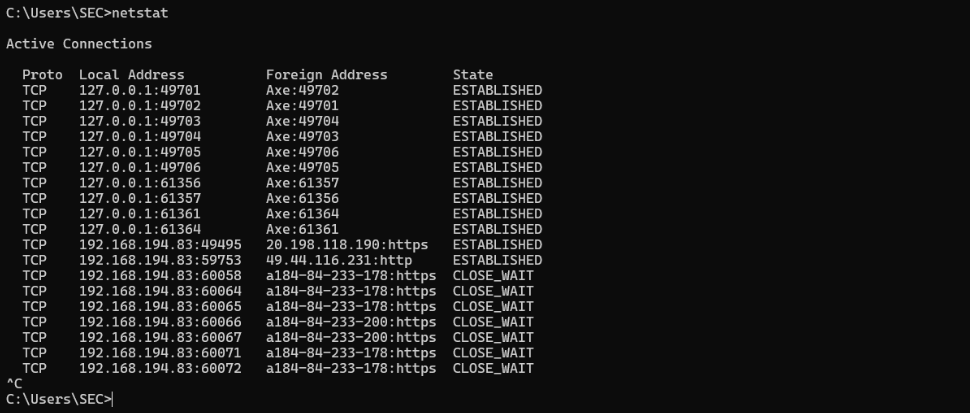 C:\Users\SEC>netstat
Active Connections
Proto  Local Address          Foreign Address        State
TCP    127.0.0.1:49701        Axe:49702              ESTABLISHED
TCP    127.0.0.1:49702        Axe:49701              ESTABLISHED
TCP    127.0.0.1:49703        Axe:49704              ESTABLISHED
TCP    127.0.0.1:49704        Axe:49703              ESTABLISHED
TCP    127.0.0.1:49705        Axe:49706              ESTABLISHED
TCP    127.0.0.1:49706        Axe:49705              ESTABLISHED
TCP    127.0.0.1:61356        Axe:61357              ESTABLISHED
TCP    127.0.0.1:61357        Axe:61356              ESTABLISHED
TCP    127.0.0.1:61361        Axe:61364              ESTABLISHED
TCP    127.0.0.1:61364        Axe:61361              ESTABLISHED
TCP    192.168.194.83:49495   20.198.118.190:https   ESTABLISHED
TCP    192.168.194.83:59753   49.44.116.231:http     ESTABLISHED
TCP    192.168.194.83:60058   a184-84-233-178:https  CLOSE_WAIT
TCP    192.168.194.83:60064   a184-84-233-178:https  CLOSE_WAIT
TCP    192.168.194.83:60065   a184-84-233-178:https  CLOSE_WAIT
TCP    192.168.194.83:60066   a184-84-233-200:https  CLOSE_WAIT
TCP    192.168.194.83:60067   a184-84-233-200:https  CLOSE_WAIT
TCP    192.168.194.83:60071   a184-84-233-178:https  CLOSE_WAIT
TCP    192.168.194.83:60072   a184-84-233-178:https  CLOSE_WAIT
^C
C:\Users\SEC>